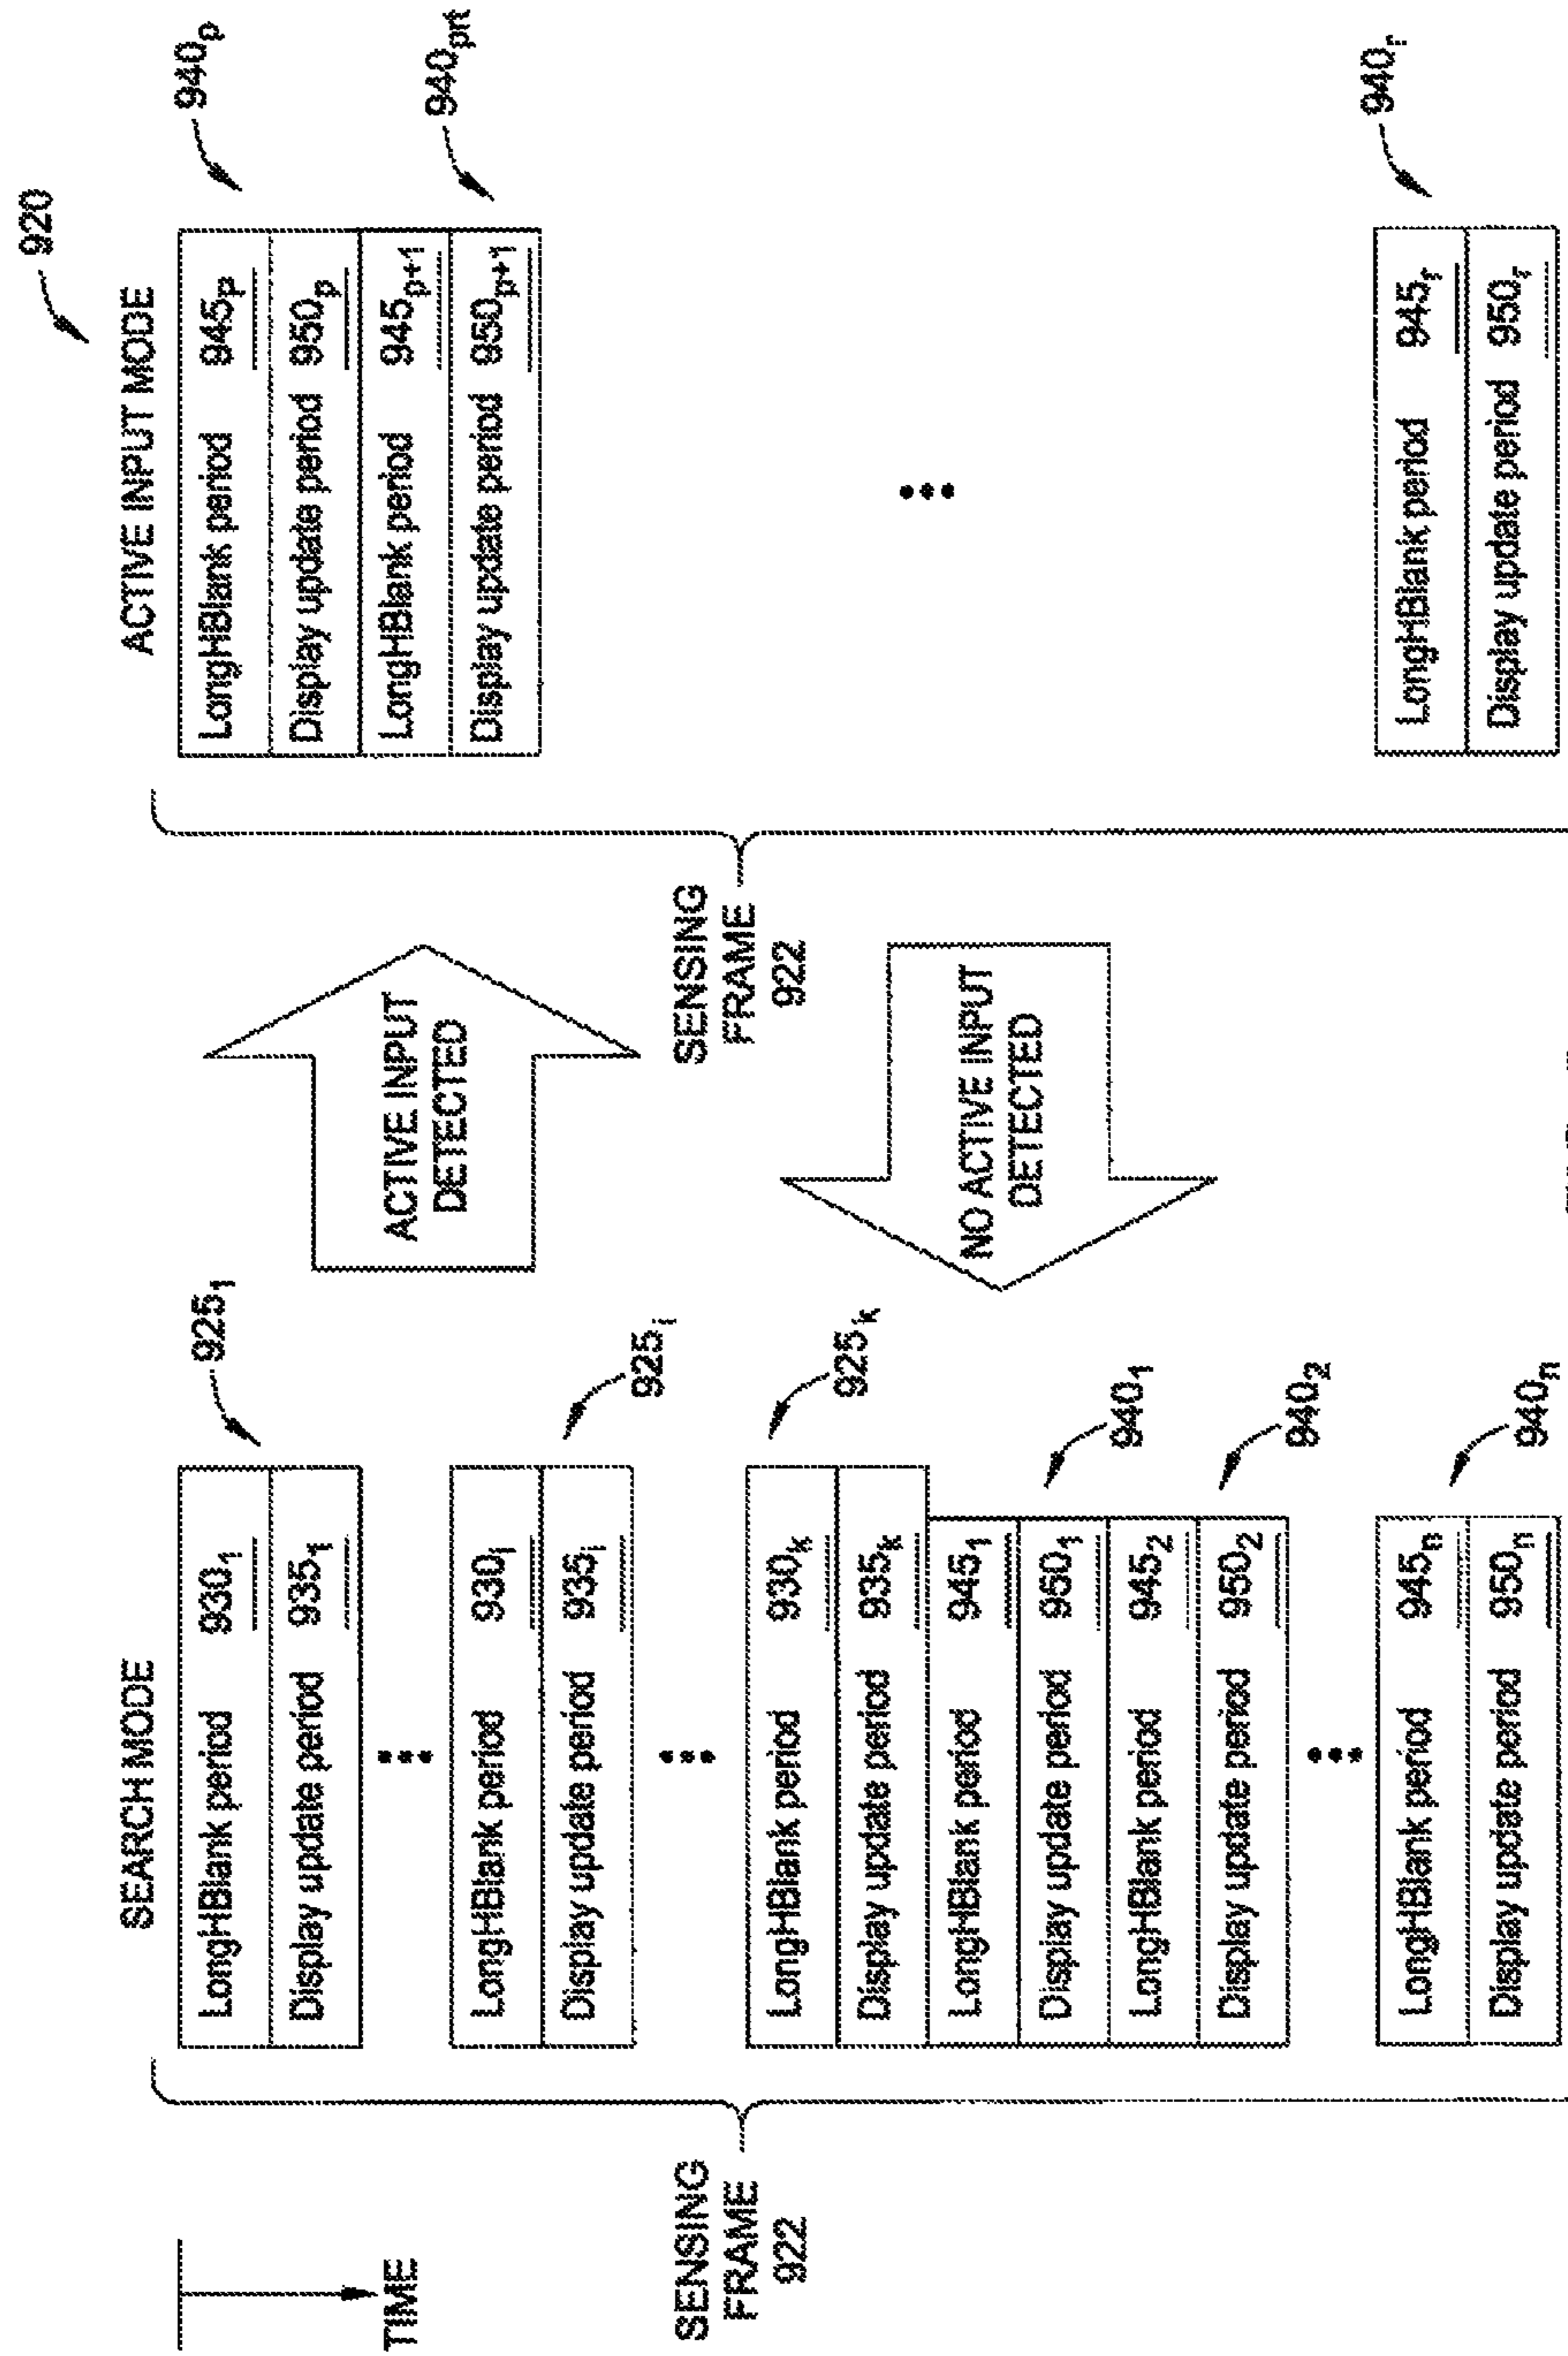 920
SEARCH MODE
LongHBlank period 930₁
Display update period 935₁
925₁
LongHBlank period 930ᵢ
Display update period 935ᵢ
925ᵢ
LongHBlank period 930ₖ
Display update period 935ₖ
925ₖ
LongHBlank period 945₁
Display update period 950₁
940₁
LongHBlank period 945₂
Display update period 950₂
940₂
LongHBlank period 945ₙ
Display update period 950ₙ
940ₙ
TIME
SENSING
FRAME
922
ACTIVE INPUT
DETECTED
NO ACTIVE INPUT
DETECTED
SENSING
FRAME
922
ACTIVE INPUT MODE
LongHBlank period 945ₚ
Display update period 950ₚ
940ₚ
LongHBlank period 945ₚ₊₁
Display update period 950ₚ₊₁
940ₚᵣₜ
LongHBlank period 945ᵣ
Display update period 950ᵣ
940ᵣ